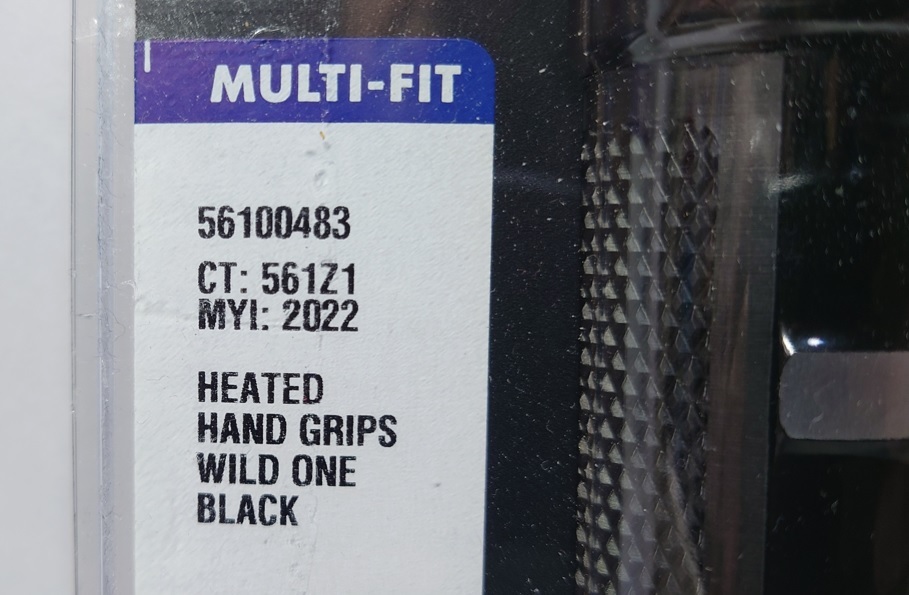 MULTI-FIT
56100483
CT: 561Z1
MYI: 2022
HEATED
HAND GRIPS
WILD ONE
BLACK